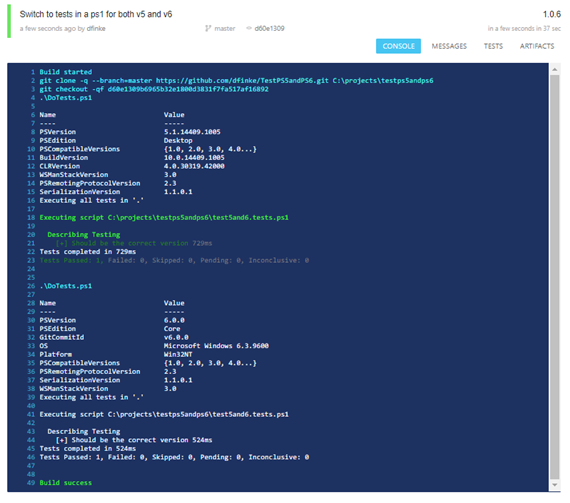 Switch to tests in a ps1 for both v5 and v6
1.0.6
a few seconds ago by dfinke
master
d60e1309
in a few seconds in 37 sec
CONSOLE MESSAGES TESTS ARTIFACTS
1 Build started
2 git clone -q --branch=master https://github.com/dfinke/TestPS5andPS6.git C:\projects\testps5andps6
3 git checkout -qf d60e1309b6965b32e1800d3831f7fa517af16892
4 .\DoTests.ps1
5
6 Name Value
7 ---- -----
8 PSVersion 5.1.14409.1005
9 PSEdition Desktop
10 PSCompatibleVersions {1.0, 2.0, 3.0, 4.0...}
11 BuildVersion 10.0.14409.1005
12 CLRVersion 4.0.30319.42000
13 WSManStackVersion 3.0
14 PSRemotingProtocolVersion 2.3
15 SerializationVersion 1.1.0.1
16 Executing all tests in '.'
17
18 Executing script C:\projects\testps5andps6\test5and6.tests.ps1
19
20 Describing Testing
21 [+] Should be the correct version 729ms
22 Tests completed in 729ms
23 Tests Passed: 1, Failed: 0, Skipped: 0, Pending: 0, Inconclusive: 0
24
25
26 .\DoTests.ps1
27
28 Name Value
29 ---- -----
30 PSVersion 6.0.0
31 PSEdition Core
32 GitCommitId v6.0.0
33 OS Microsoft Windows 6.3.9600
34 Platform Win32NT
35 PSCompatibleVersions {1.0, 2.0, 3.0, 4.0...}
36 PSRemotingProtocolVersion 2.3
37 SerializationVersion 1.1.0.1
38 WSManStackVersion 3.0
39 Executing all tests in '.'
40
41 Executing script C:\projects\testps5andps6\test5and6.tests.ps1
42
43 Describing Testing
44 [+] Should be the correct version 524ms
45 Tests completed in 524ms
46 Tests Passed: 1, Failed: 0, Skipped: 0, Pending: 0, Inconclusive: 0
47
48
49 Build success